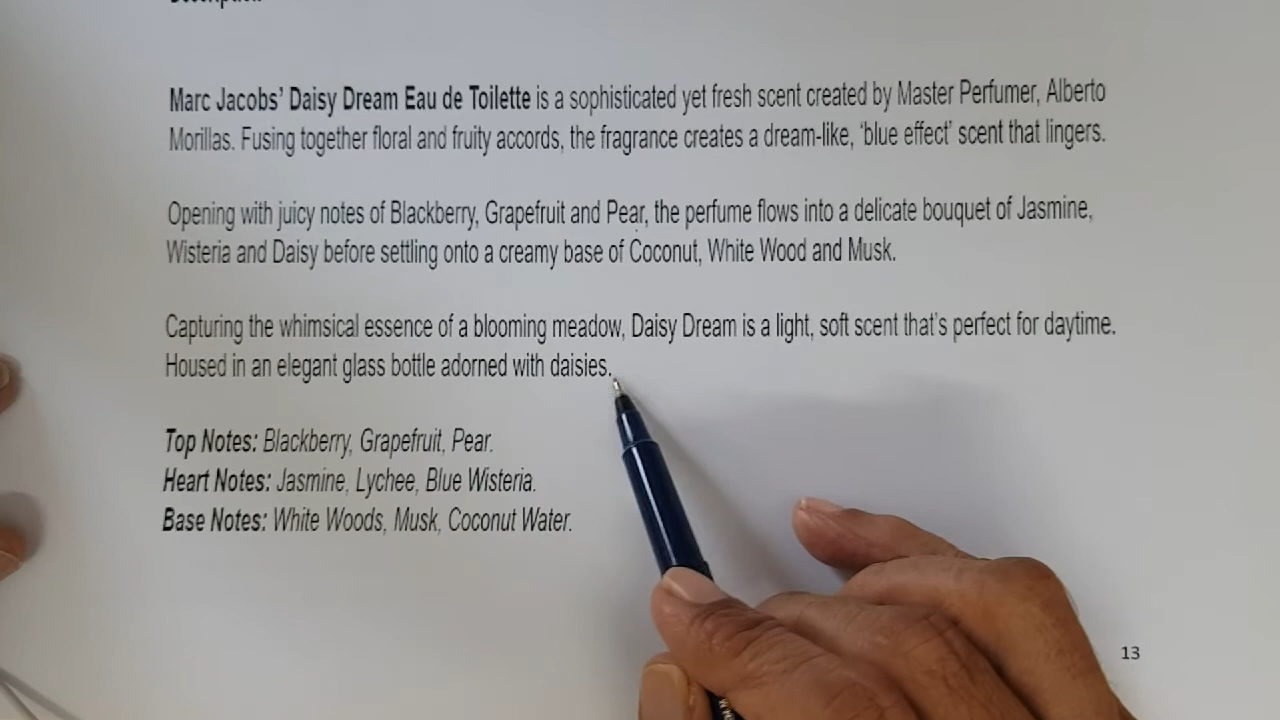 Marc Jacobs’ Daisy Dream Eau de Toilette is a sophisticated yet fresh scent created by Master Perfumer, Alberto
Morillas. Fusing together floral and fruity accords, the fragrance creates a dream-like, ‘blue effect’ scent that lingers.
Opening with juicy notes of Blackberry, Grapefruit and Pear, the perfume flows into a delicate bouquet of Jasmine,
Wisteria and Daisy before settling onto a creamy base of Coconut, White Wood and Musk.
Capturing the whimsical essence of a blooming meadow, Daisy Dream is a light, soft scent that’s perfect for daytime.
Housed in an elegant glass bottle adorned with daisies.
Top Notes: Blackberry, Grapefruit, Pear.
Heart Notes: Jasmine, Lychee, Blue Wisteria.
Base Notes: White Woods, Musk, Coconut Water.
13